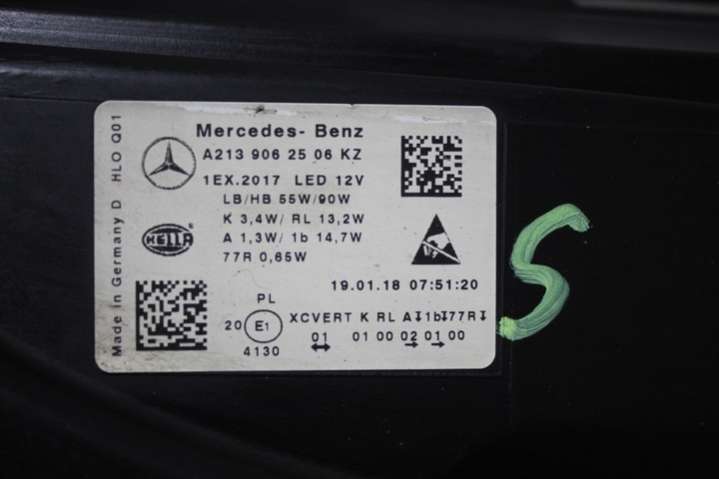 Mercedes- Benz
A213 906 25 06 KZ
1EX.2017 LED 12V
LB/HB 55W/90W
K 3,4W/ RL 13,2W
A 1,3W/ 1b 14,7W
77R 0,65W
HELLA
19.01.18 07:51:20
PL
XCVERT K RL A↧1b↧77R↧
20 E1
01 01 00 02 01 00
4130
Made in Germany D HLO Q01
S